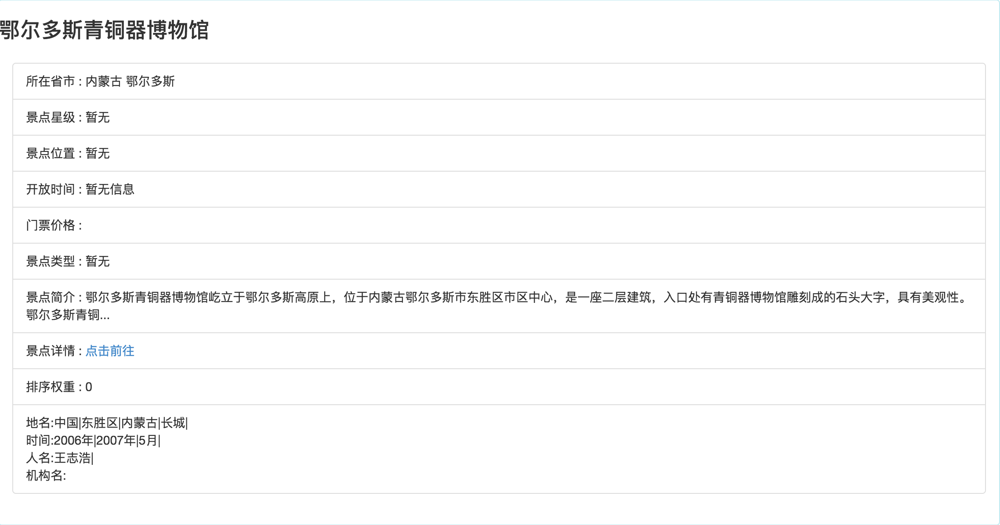 鄂尔多斯青铜器博物馆
所在省市 : 内蒙古 鄂尔多斯
景点星级 : 暂无
景点位置 : 暂无
开放时间 : 暂无信息
门票价格 :
景点类型 : 暂无
景点简介 : 鄂尔多斯青铜器博物馆屹立于鄂尔多斯高原上，位于内蒙古鄂尔多斯市东胜区市区中心，是一座二层建筑，入口处有青铜器博物馆雕刻成的石头大字，具有美观性。
鄂尔多斯青铜...
景点详情 : 点击前往
排序权重 : 0
地名:中国|东胜区|内蒙古|长城|
时间:2006年|2007年|5月|
人名:王志浩|
机构名: